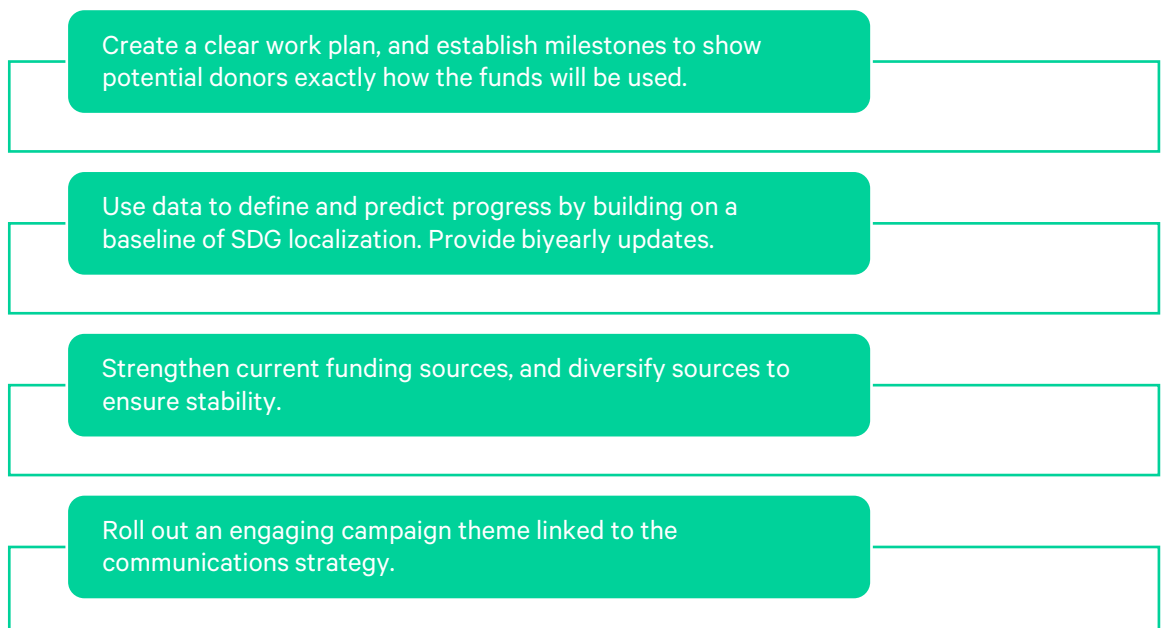 Create a clear work plan, and establish milestones to show
potential donors exactly how the funds will be used.
Use data to define and predict progress by building on a
baseline of SDG localization. Provide biyearly updates.
Strengthen current funding sources, and diversify sources to
ensure stability.
Roll out an engaging campaign theme linked to the
communications strategy.